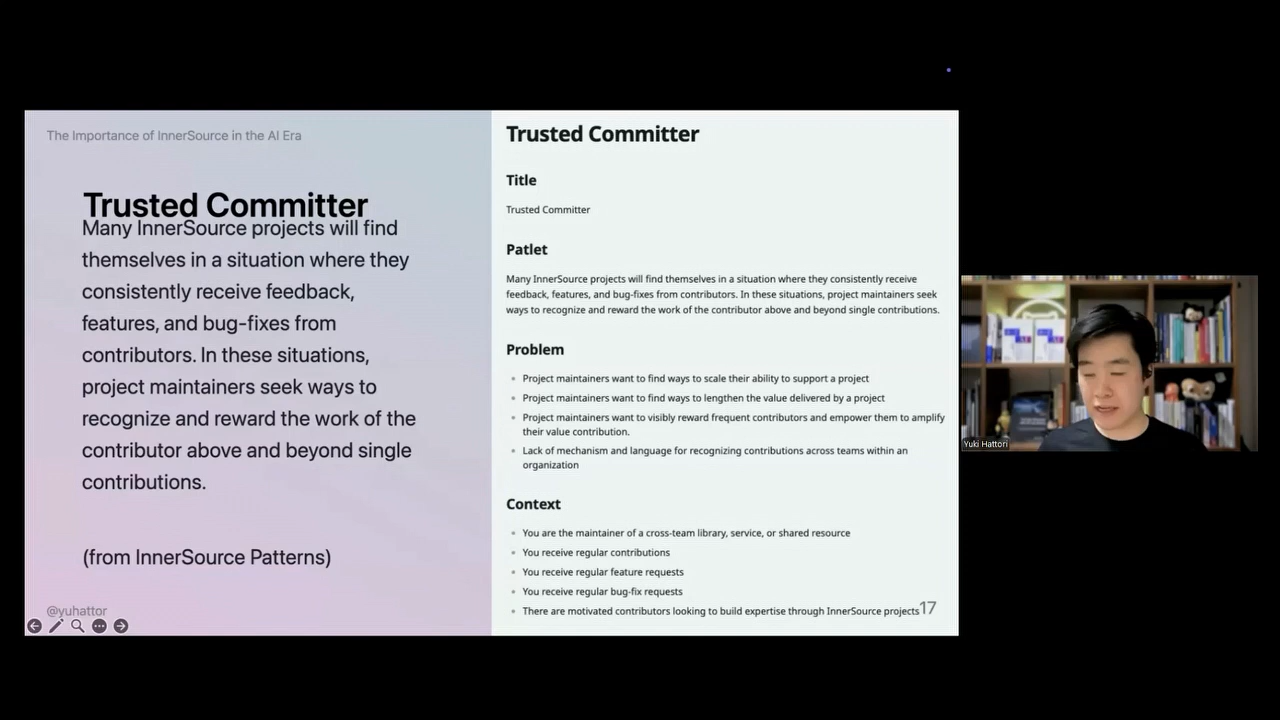 The Importance of InnerSource in the AI Era
Trusted Committer
Many InnerSource projects will find
themselves in a situation where they
consistently receive feedback,
features, and bug-fixes from
contributors. In these situations,
project maintainers seek ways to
recognize and reward the work of the
contributor above and beyond single
contributions.
(from InnerSource Patterns)
@yuhattor
Trusted Committer
Title
Trusted Committer
Patlet
Many InnerSource projects will find themselves in a situation where they consistently receive
feedback, features, and bug-fixes from contributors. In these situations, project maintainers seek
ways to recognize and reward the work of the contributor above and beyond single contributions.
Problem
Project maintainers want to find ways to scale their ability to support a project
Project maintainers want to find ways to lengthen the value delivered by a project
Project maintainers want to visibly reward frequent contributors and empower them to amplify
their value contribution.
Lack of mechanism and language for recognizing contributions across teams within an
organization
Context
You are the maintainer of a cross-team library, service, or shared resource
You receive regular contributions
You receive regular feature requests
You receive regular bug-fix requests
There are motivated contributors looking to build expertise through InnerSource projects
17
Yuki Hattori